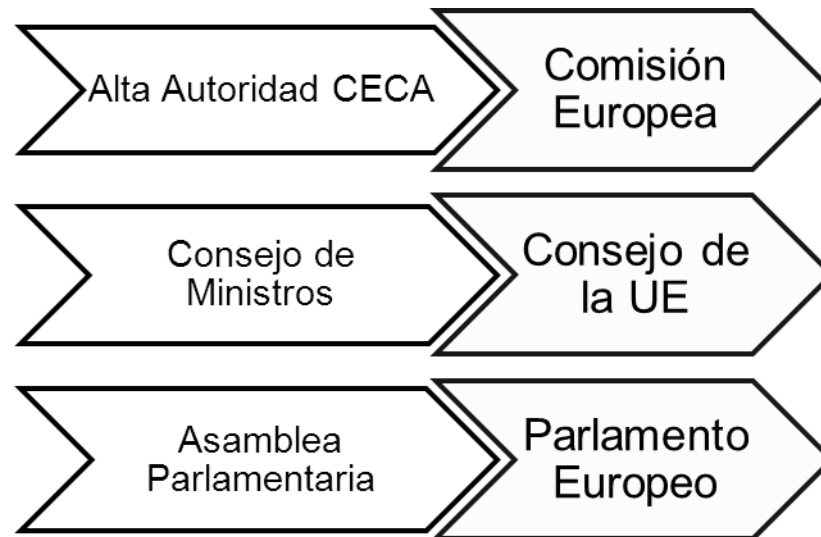 Alta Autoridad CECA
Comisión
Europea
Consejo de
Ministros
Consejo de
la UE
Asamblea
Parlamentaria
Parlamento
Europeo